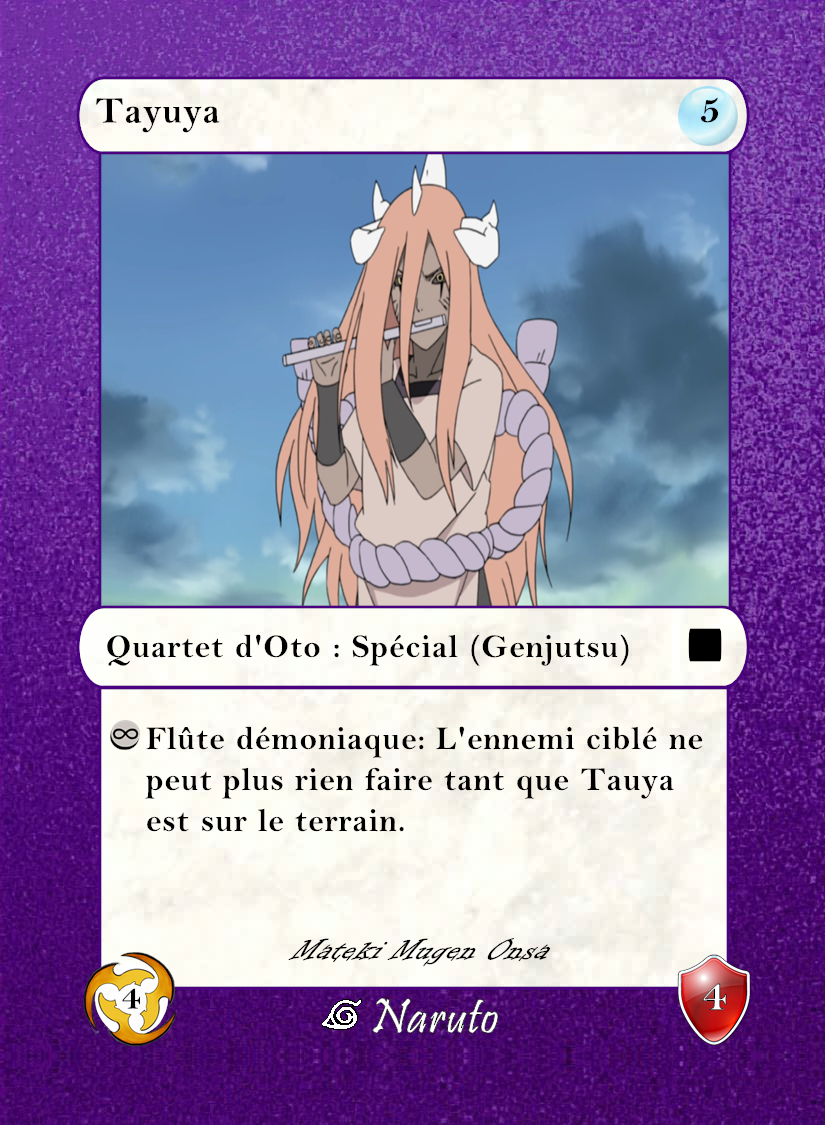 Tayuya
5
Quartet d'Oto : Spécial (Genjutsu)
∞ Flûte démoniaque: L'ennemi ciblé ne
peut plus rien faire tant que Tauya
est sur le terrain.
Mateki Mugen Onsa
4
Naruto
4